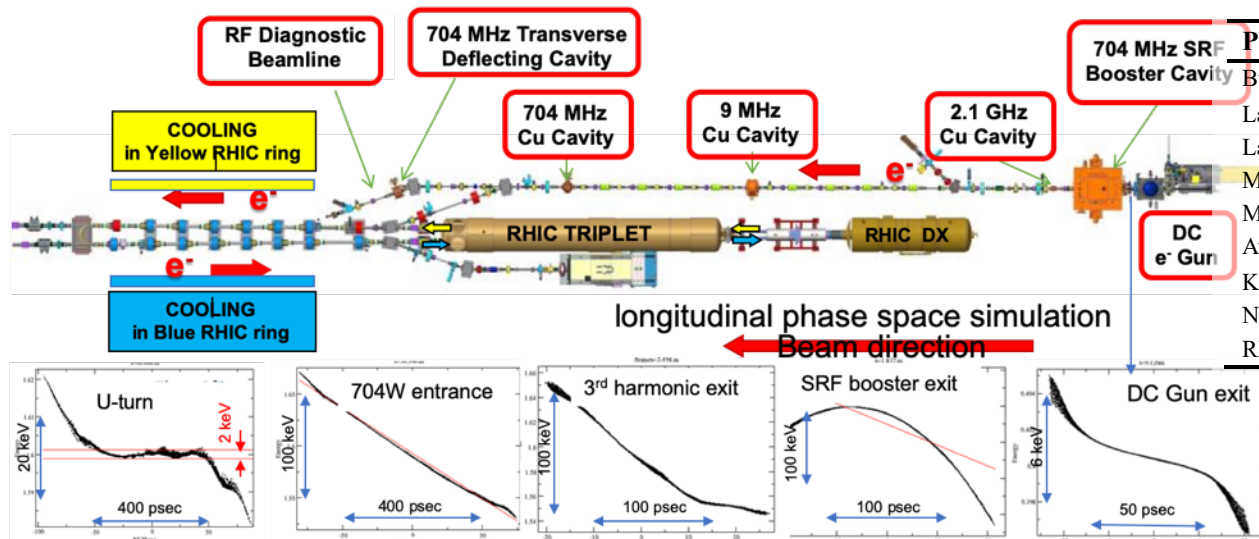 RF Diagnostic
Beamline
704 MHz Transverse
Deflecting Cavity
704 MHz SRF
Booster Cavity
704 MHz
Cu Cavity
9 MHz
Cu Cavity
2.1 GHz
Cu Cavity
COOLING
in Yellow RHIC ring
e-
e-
RHIC TRIPLET
RHIC DX
DC
e- Gun
e-
COOLING
in Blue RHIC ring
longitudinal phase space simulation
Beam direction
U-turn
2 keV
20 keV
400 psec
704W entrance
100 keV
400 psec
3rd harmonic exit
100 keV
100 psec
SRF booster exit
100 keV
100 psec
DC Gun exit
6 keV
50 psec